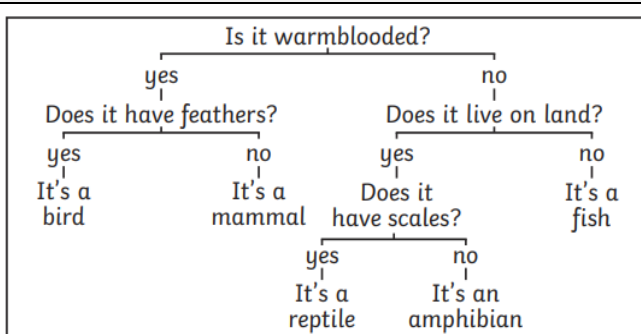 Is it warmblooded?
yes no
Does it have feathers? Does it live on land?
yes no yes no
It's a It's a Does it It's a
bird mammal have scales? fish
yes no
It's a It's an
reptile amphibian